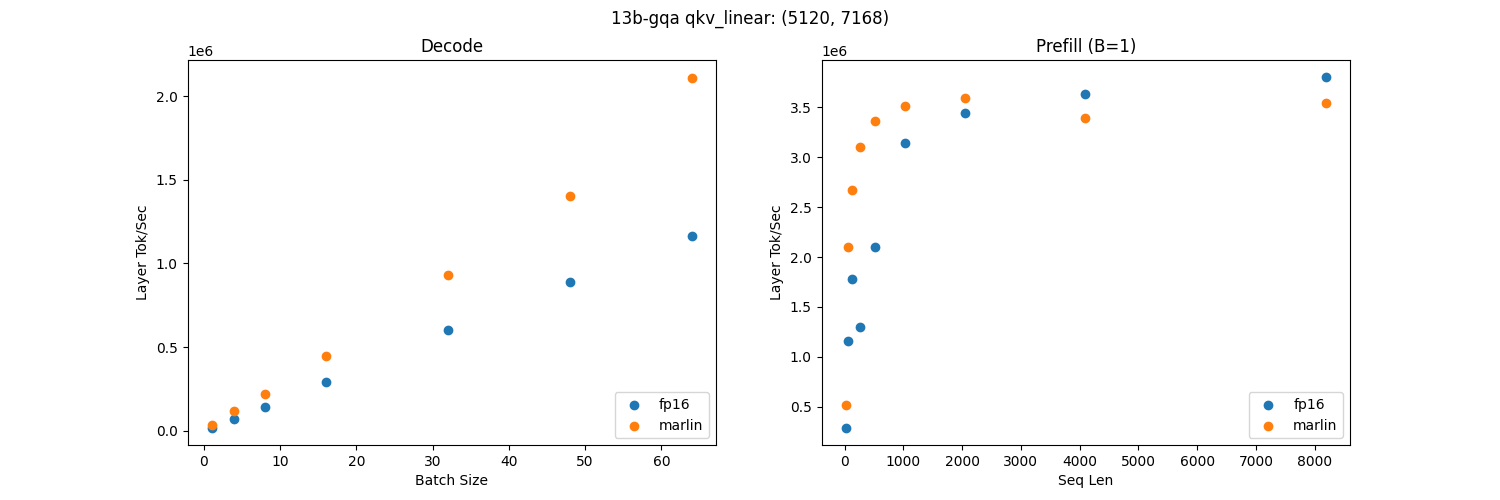 13b-gqa qkv_linear: (5120, 7168)
Decode
1e6
2.0
1.5
1.0
0.5
0.0
Layer Tok/Sec
0 10 20 30 40 50 60
Batch Size
fp16
marlin
Prefill (B=1)
1e6
3.5
3.0
2.5
2.0
1.5
1.0
0.5
Layer Tok/Sec
0 1000 2000 3000 4000 5000 6000 7000 8000
Seq Len
fp16
marlin